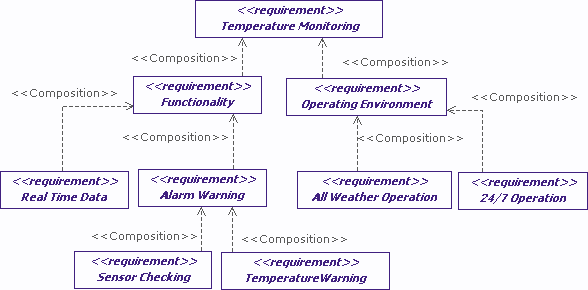 <<requirement>>
Temperature Monitoring
<<Composition>>
<<Composition>>
<<requirement>>
Functionality
<<requirement>>
Operating Environment
<<Composition>>
<<Composition>>
<<Composition>>
<<Composition>>
<<requirement>>
Real Time Data
<<requirement>>
Alarm Warning
<<requirement>>
All Weather Operation
<<requirement>>
24/7 Operation
<<Composition>>
<<Composition>>
<<requirement>>
Sensor Checking
<<requirement>>
TemperatureWarning